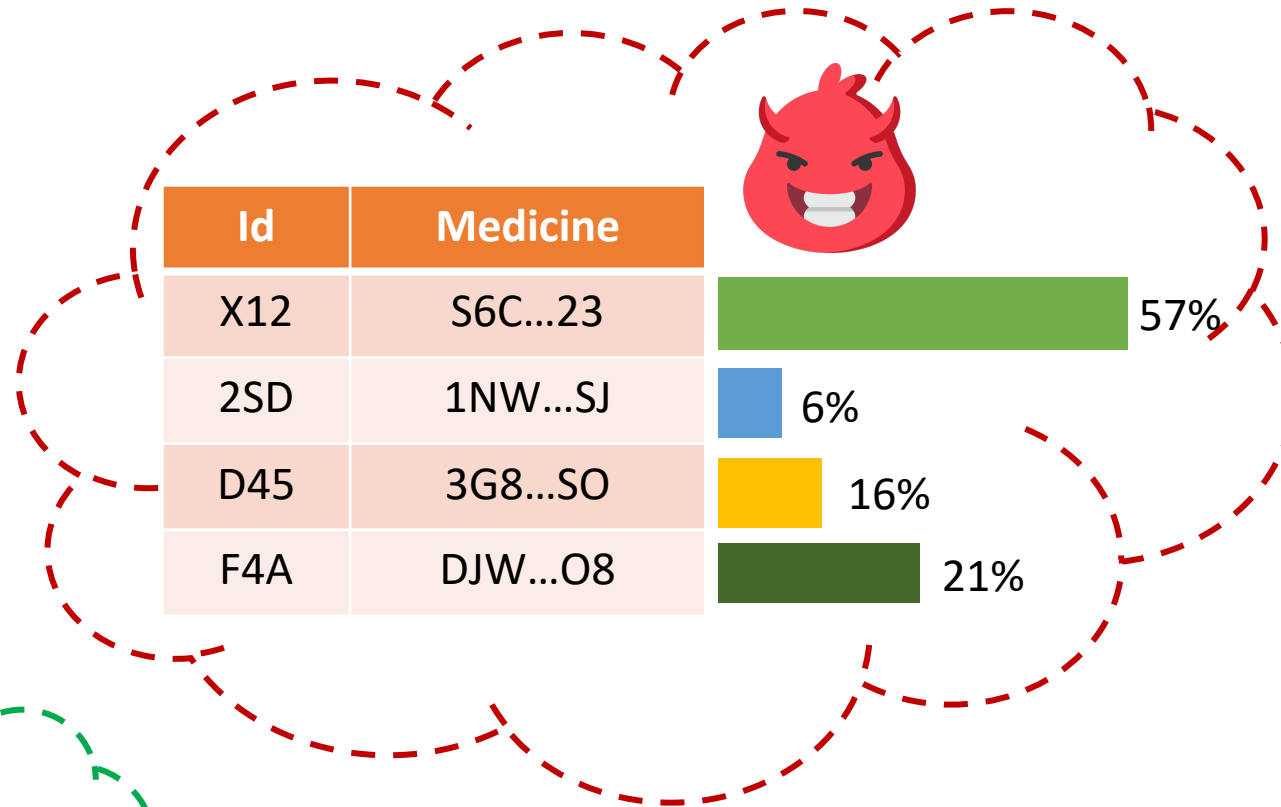 Id Medicine
X12 S6C...23 57%
2SD 1NW...SJ 6%
D45 3G8...SO 16%
F4A DJW...O8 21%